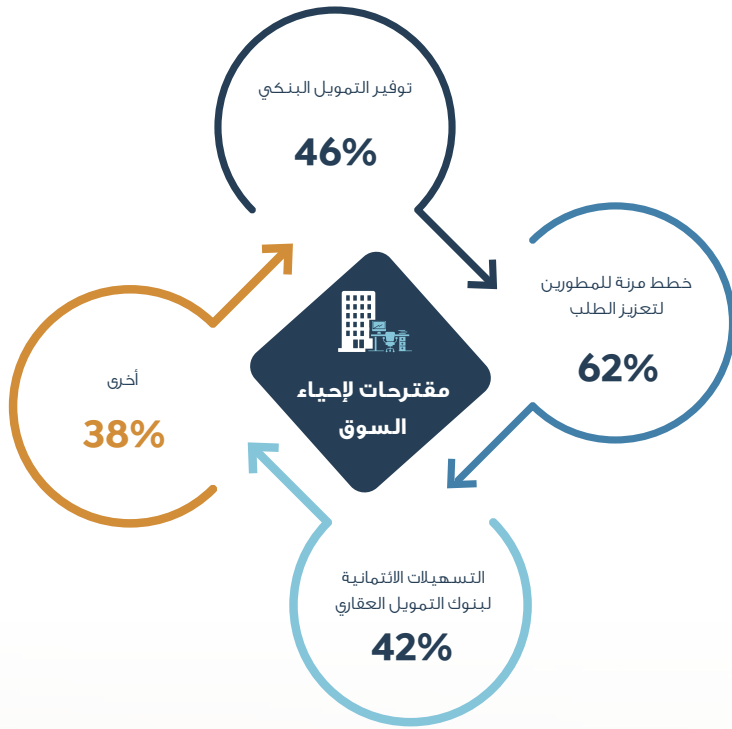 توفير التمويل البنكي
46%
خطط مرنة للمطورين
لتعزيز الطلب
62%
مقترحات لإحياء
السوق
أخرى
38%
التسهيلات الائتمانية
لبنوك التمويل العقاري
42%